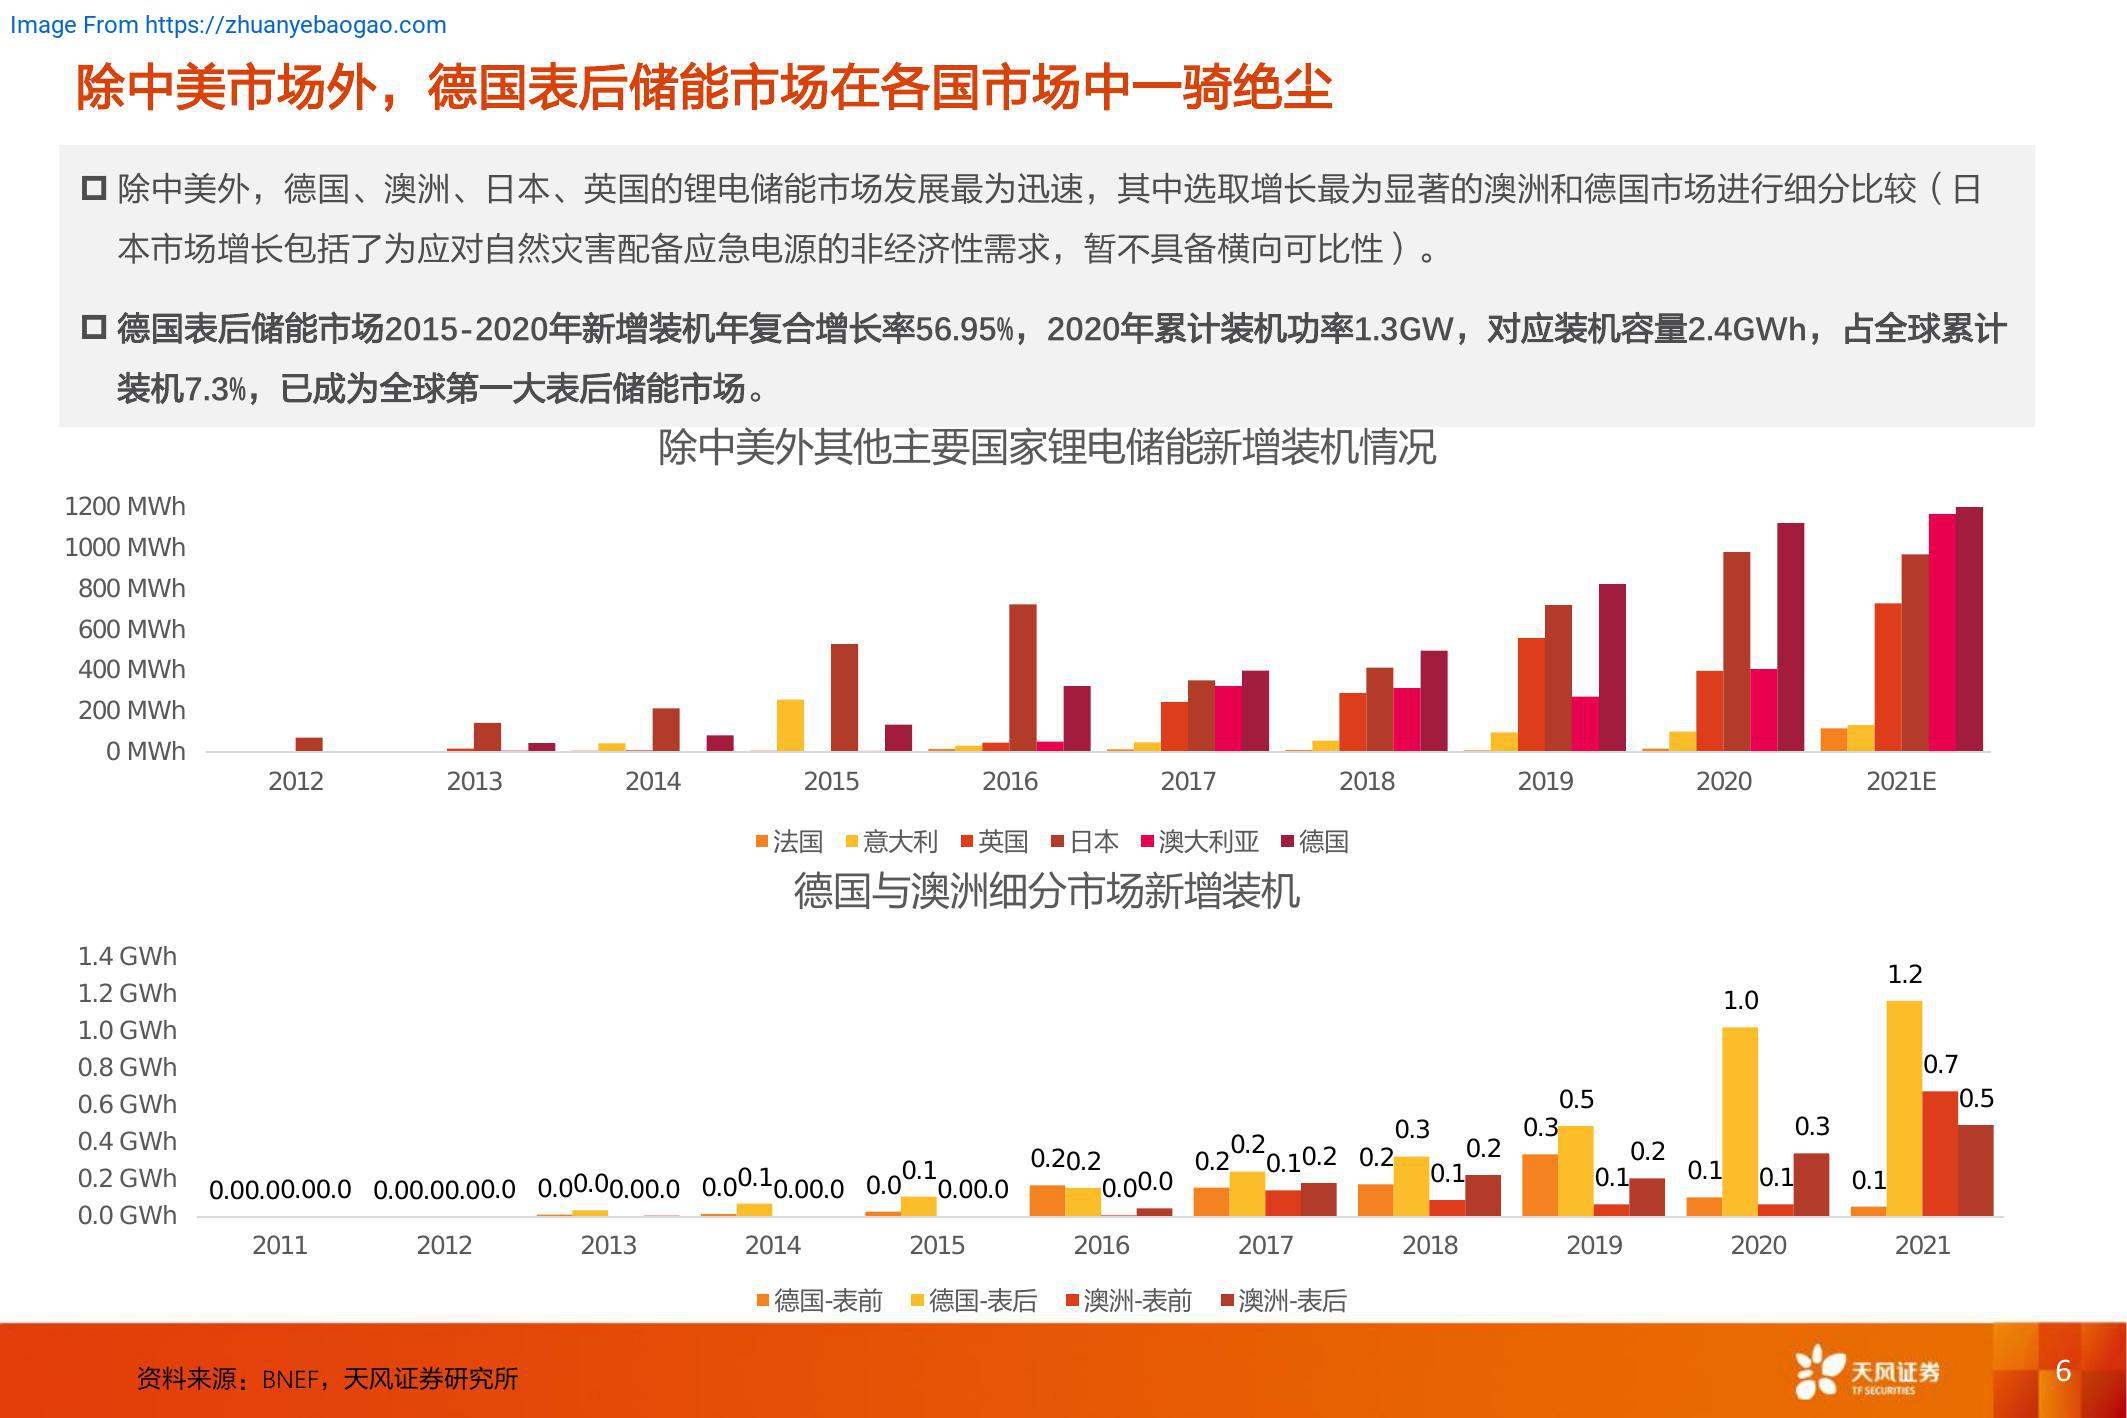 Image From https://zhuanyebaogao.com
除中美市场外，德国表后储能市场在各国市场中一骑绝尘
除中美外，德国、澳洲、日本、英国的锂电储能市场发展最为迅速，其中选取增长最为显著的澳洲和德国市场进行细分比较（日
本市场增长包括了为应对自然灾害配备应急电源的非经济性需求，暂不具备横向可比性）。
德国表后储能市场2015-2020年新增装机年复合增长率56.95%，2020年累计装机功率1.3GW，对应装机容量2.4GWh，占全球累计
装机7.3%，已成为全球第一大表后储能市场。
除中美外其他主要国家锂电储能新增装机情况
1200 MWh
1000 MWh
800 MWh
600 MWh
400 MWh
200 MWh
0 MWh
2012 2013 2014 2015 2016 2017 2018 2019 2020 2021E
法国 意大利 英国 日本 澳大利亚 德国
德国与澳洲细分市场新增装机
1.4 GWh
1.2 GWh
1.0 GWh
0.8 GWh
0.6 GWh
0.4 GWh
0.2 GWh
0.0 GWh
0.0 0.0 0.0 0.0
0.0 0.0 0.0 0.0
0.0 0.0 0.0 0.0
0.0 0.1 0.0 0.0
0.0 0.1 0.0 0.0
0.2 0.2 0.0 0.0
0.2 0.2 0.1 0.2
0.2 0.3 0.1 0.2
0.3 0.5 0.1 0.2
0.1 1.0 0.1 0.3
0.1 1.2 0.7 0.5
2011 2012 2013 2014 2015 2016 2017 2018 2019 2020 2021
德国-表前 德国-表后 澳洲-表前 澳洲-表后
资料来源：BNEF，天风证券研究所
天风证券
TF SECURITIES
6